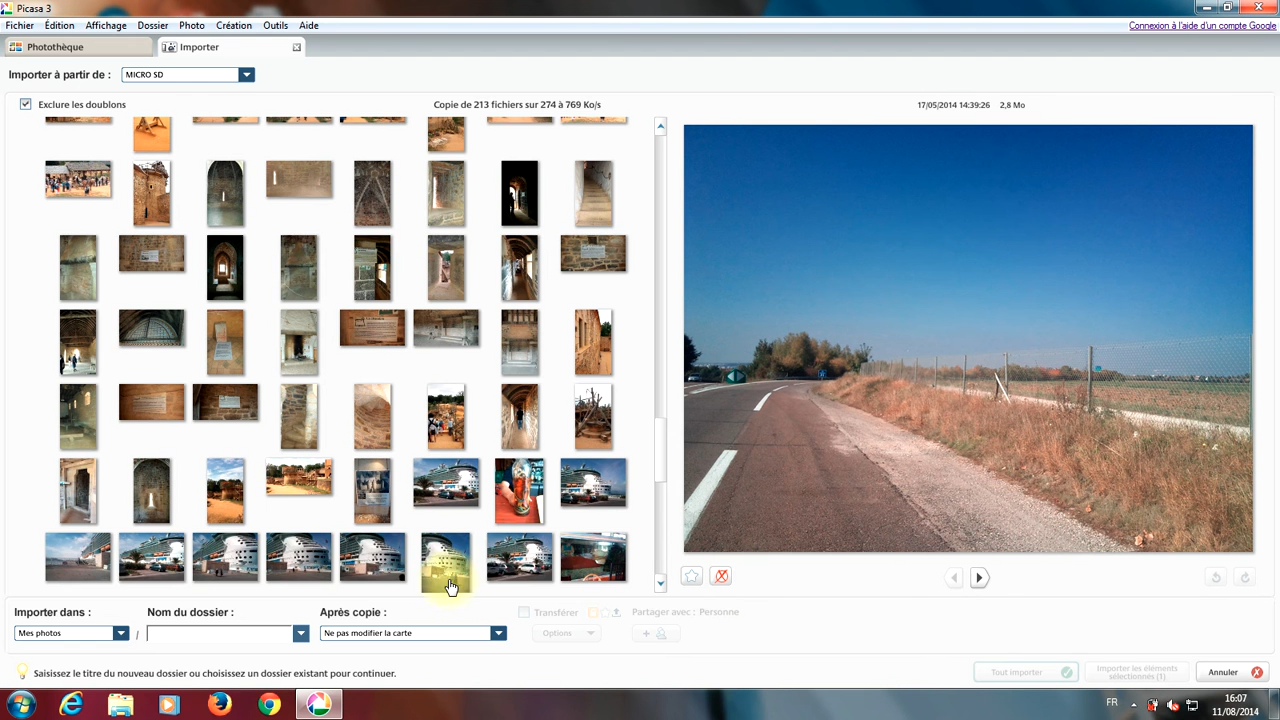 Picasa 3
Fichier Édition Affichage Dossier Photo Création Outils Aide
Connexion à l'aide d'un compte Google
Photothèque
Importer
Importer à partir de : MICRO SD
Exclure les doublons
Copie de 213 fichiers sur 274 à 769 Ko/s
17/05/2014 14:39:26 2,8 Mo
Importer dans : Nom du dossier : Après copie : Transférer Partager avec : Personne
Mes photos / Ne pas modifier la carte Options
Saisissez le titre du nouveau dossier ou choisissez un dossier existant pour continuer.
Tout importer
Importer les éléments
sélectionnés (1)
Annuler
FR
16:07
11/08/2014